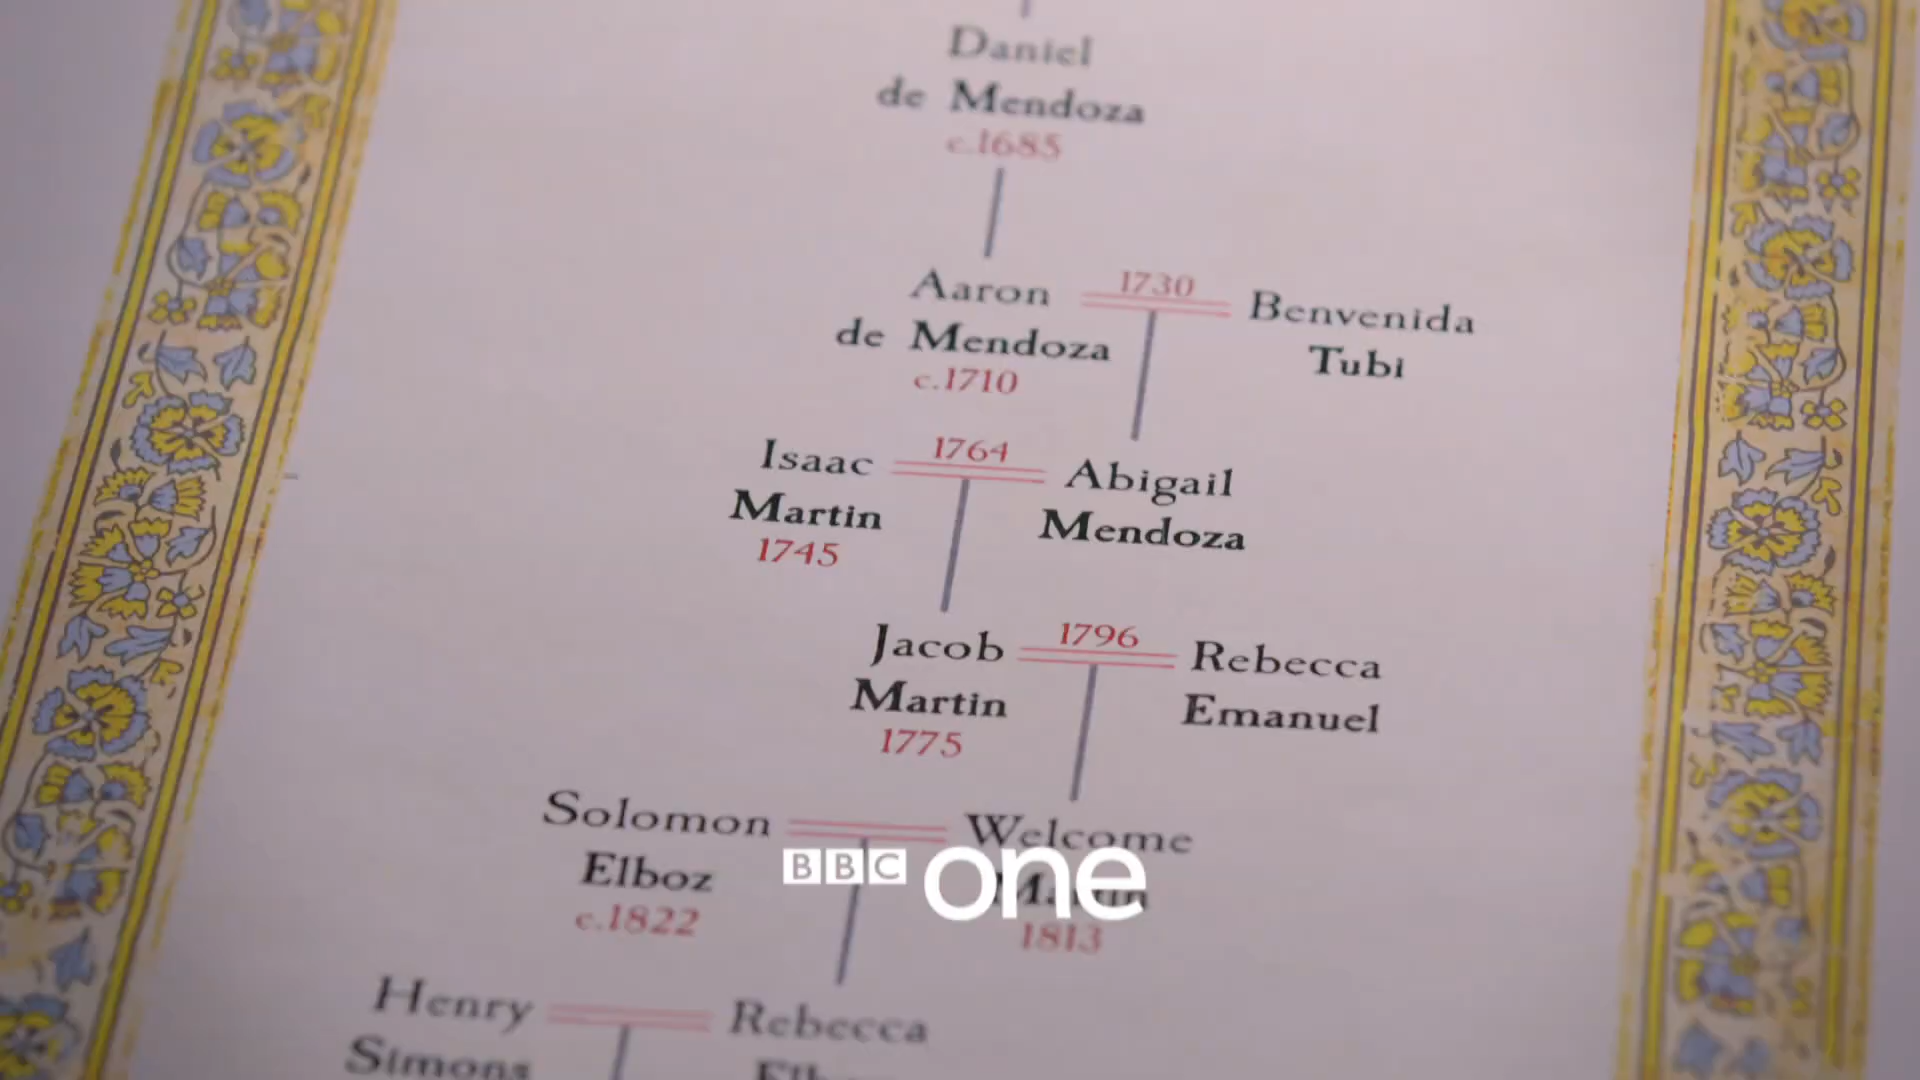 Daniel
de Mendoza
c.1685
Aaron
de Mendoza
c.1710
1730
Benvenida
Tubi
Isaac
Martin
1745
1764
Abigail
Mendoza
Jacob
Martin
1775
1796
Rebecca
Emanuel
Solomon
Elboz
c.1822
Welcome
Martin
1813
BBC one
Henry
Simons
Rebecca